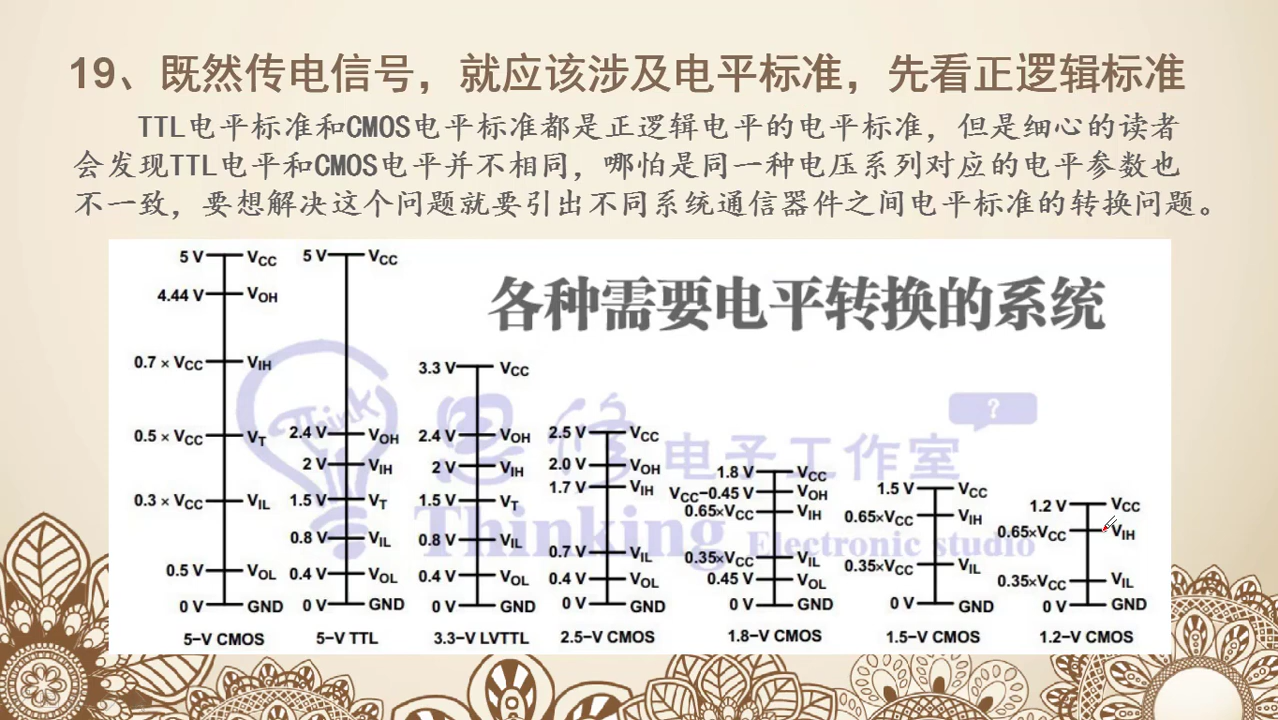 19、既然传电信号，就应该涉及电平标准，先看正逻辑标准
TTL电平标准和CMOS电平标准都是正逻辑电平的电平标准，但是细心的读者
会发现TTL电平和CMOS电平并不相同，哪怕是同一种电压系列对应的电平参数也
不一致，要想解决这个问题就要引出不同系统通信器件之间电平标准的转换问题。
各种需要电平转换的系统
5 V VCC
4.44 V VOH
0.7 × VCC VIH
0.5 × VCC VT
0.3 × VCC VIL
0.5 V VOL
0 V GND
5−V CMOS
5 V VCC
2.4 V VOH
2 V VIH
1.5 V VT
0.8 V VIL
0.4 V VOL
0 V GND
5−V TTL
3.3 V VCC
2.4 V VOH
2 V VIH
1.5 V VT
0.8 V VIL
0.4 V VOL
0 V GND
3.3−V LVTTL
2.5 V VCC
2.0 V VOH
1.7 V VIH
0.7 V VIL
0.4 V VOL
0 V GND
2.5−V CMOS
1.8 V VCC
VCC−0.45 V VOH
0.65×VCC VIH
0.35×VCC VIL
0.45 V VOL
0 V GND
1.8−V CMOS
1.5 V VCC
0.65×VCC VIH
0.35×VCC VIL
0 V GND
1.5−V CMOS
1.2 V VCC
0.65×VCC VIH
0.35×VCC VIL
0 V GND
1.2−V CMOS
Think
思修
电子工作室
?
Thinking Electronic studio